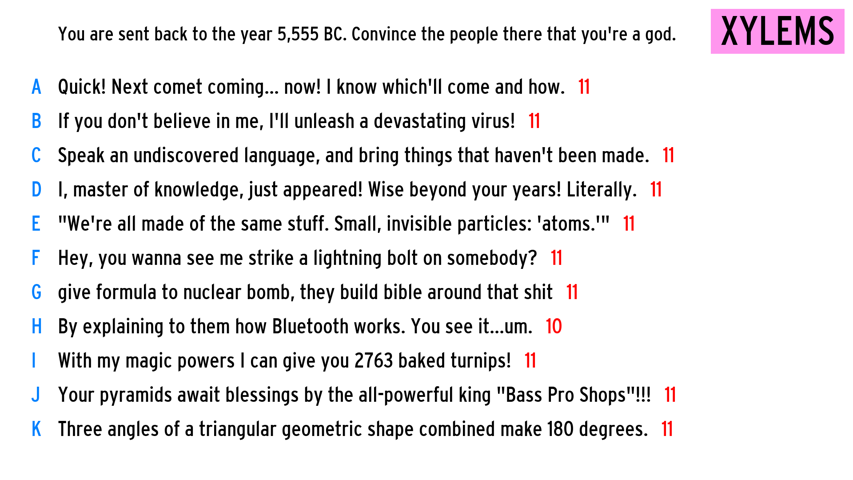 You are sent back to the year 5,555 BC. Convince the people there that you're a god.
XYLEMS
A Quick! Next comet coming... now! I know which'll come and how. 11
B If you don't believe in me, I'll unleash a devastating virus! 11
C Speak an undiscovered language, and bring things that haven't been made. 11
D I, master of knowledge, just appeared! Wise beyond your years! Literally. 11
E "We're all made of the same stuff. Small, invisible particles: 'atoms.'" 11
F Hey, you wanna see me strike a lightning bolt on somebody? 11
G give formula to nuclear bomb, they build bible around that shit 11
H By explaining to them how Bluetooth works. You see it...um. 10
I With my magic powers I can give you 2763 baked turnips! 11
J Your pyramids await blessings by the all-powerful king "Bass Pro Shops"!!! 11
K Three angles of a triangular geometric shape combined make 180 degrees. 11